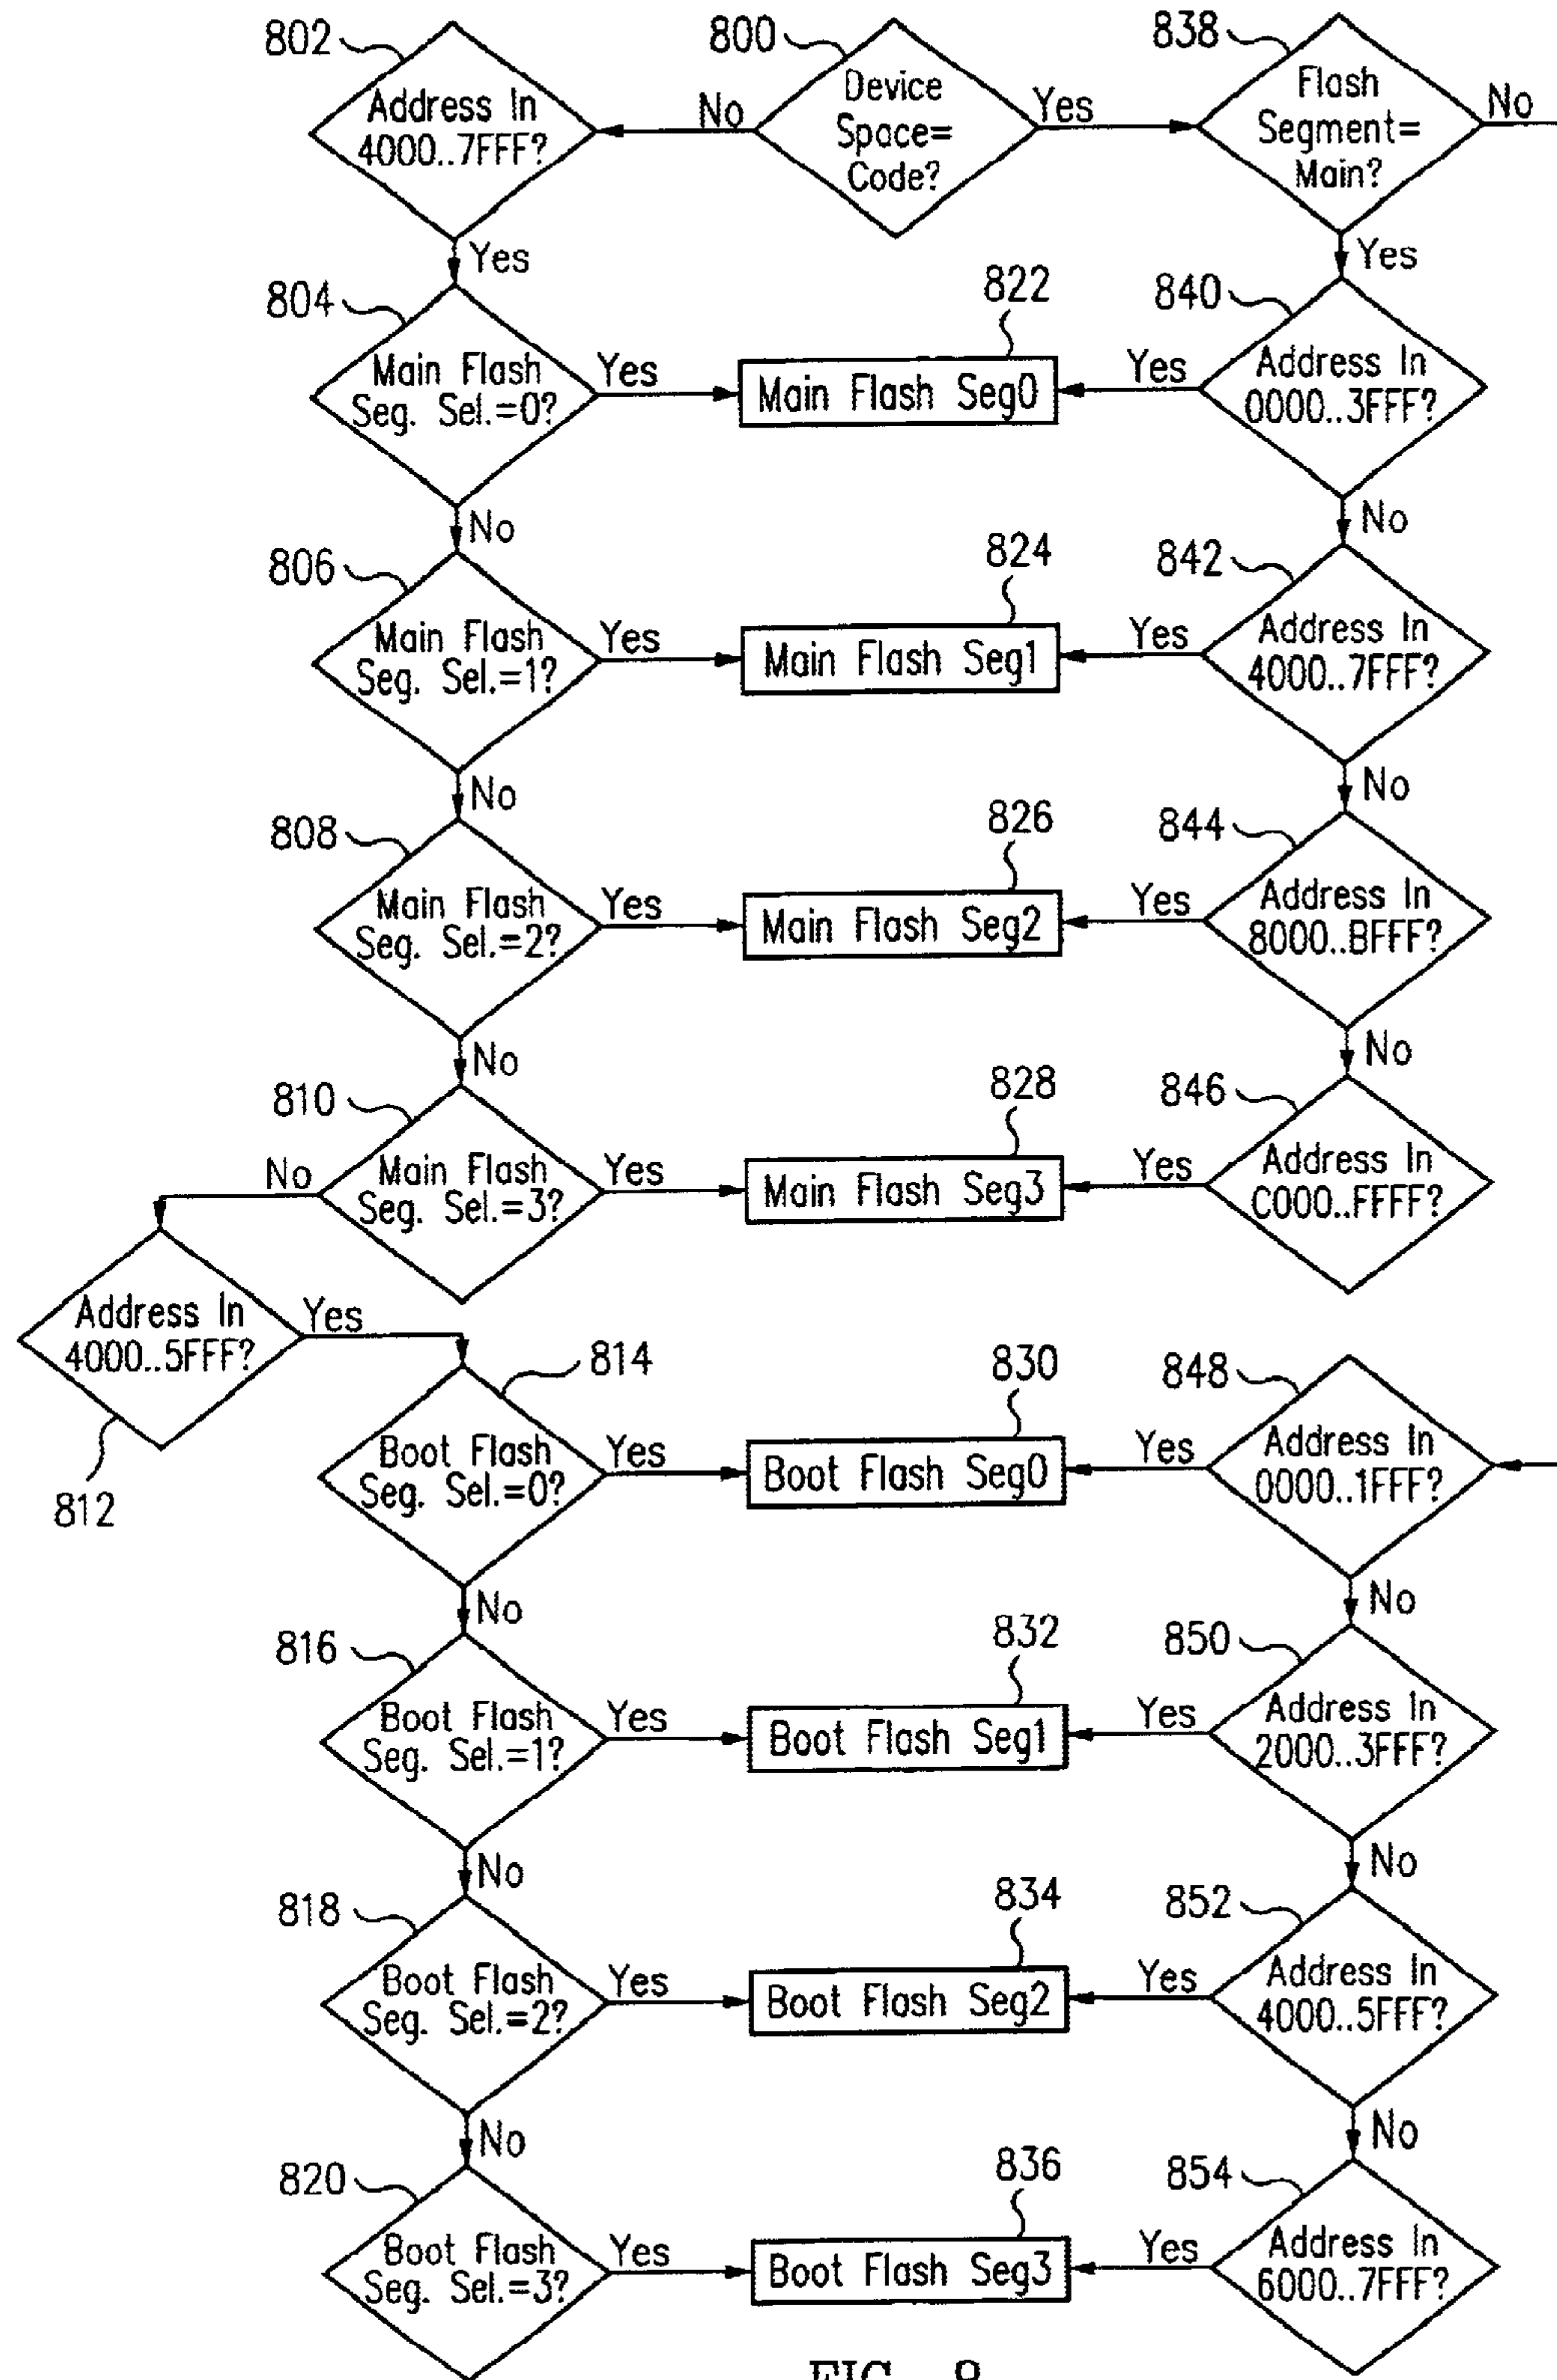 802
800
838
Address In
4000..7FFF?
No
Device
Space=
Code?
Yes
Flash
Segment=
Main?
No
Yes
Yes
804
822
840
Main Flash
Seg. Sel.=0?
Yes
Main Flash Seg0
Yes
Address In
0000..3FFF?
No
No
806
824
842
Main Flash
Seg. Sel.=1?
Yes
Main Flash Seg1
Yes
Address In
4000..7FFF?
No
No
808
826
844
Main Flash
Seg. Sel.=2?
Yes
Main Flash Seg2
Yes
Address In
8000..BFFF?
No
No
810
828
846
No
Main Flash
Seg. Sel.=3?
Yes
Main Flash Seg3
Yes
Address In
C000..FFFF?
Address In
4000..5FFF?
Yes
812
814
830
848
Boot Flash
Seg. Sel.=0?
Yes
Boot Flash Seg0
Yes
Address In
0000..1FFF?
No
No
816
832
850
Boot Flash
Seg. Sel.=1?
Yes
Boot Flash Seg1
Yes
Address In
2000..3FFF?
No
No
818
834
852
Boot Flash
Seg. Sel.=2?
Yes
Boot Flash Seg2
Yes
Address In
4000..5FFF?
No
No
820
836
854
Boot Flash
Seg. Sel.=3?
Yes
Boot Flash Seg3
Yes
Address In
6000..7FFF?
FIG. 8